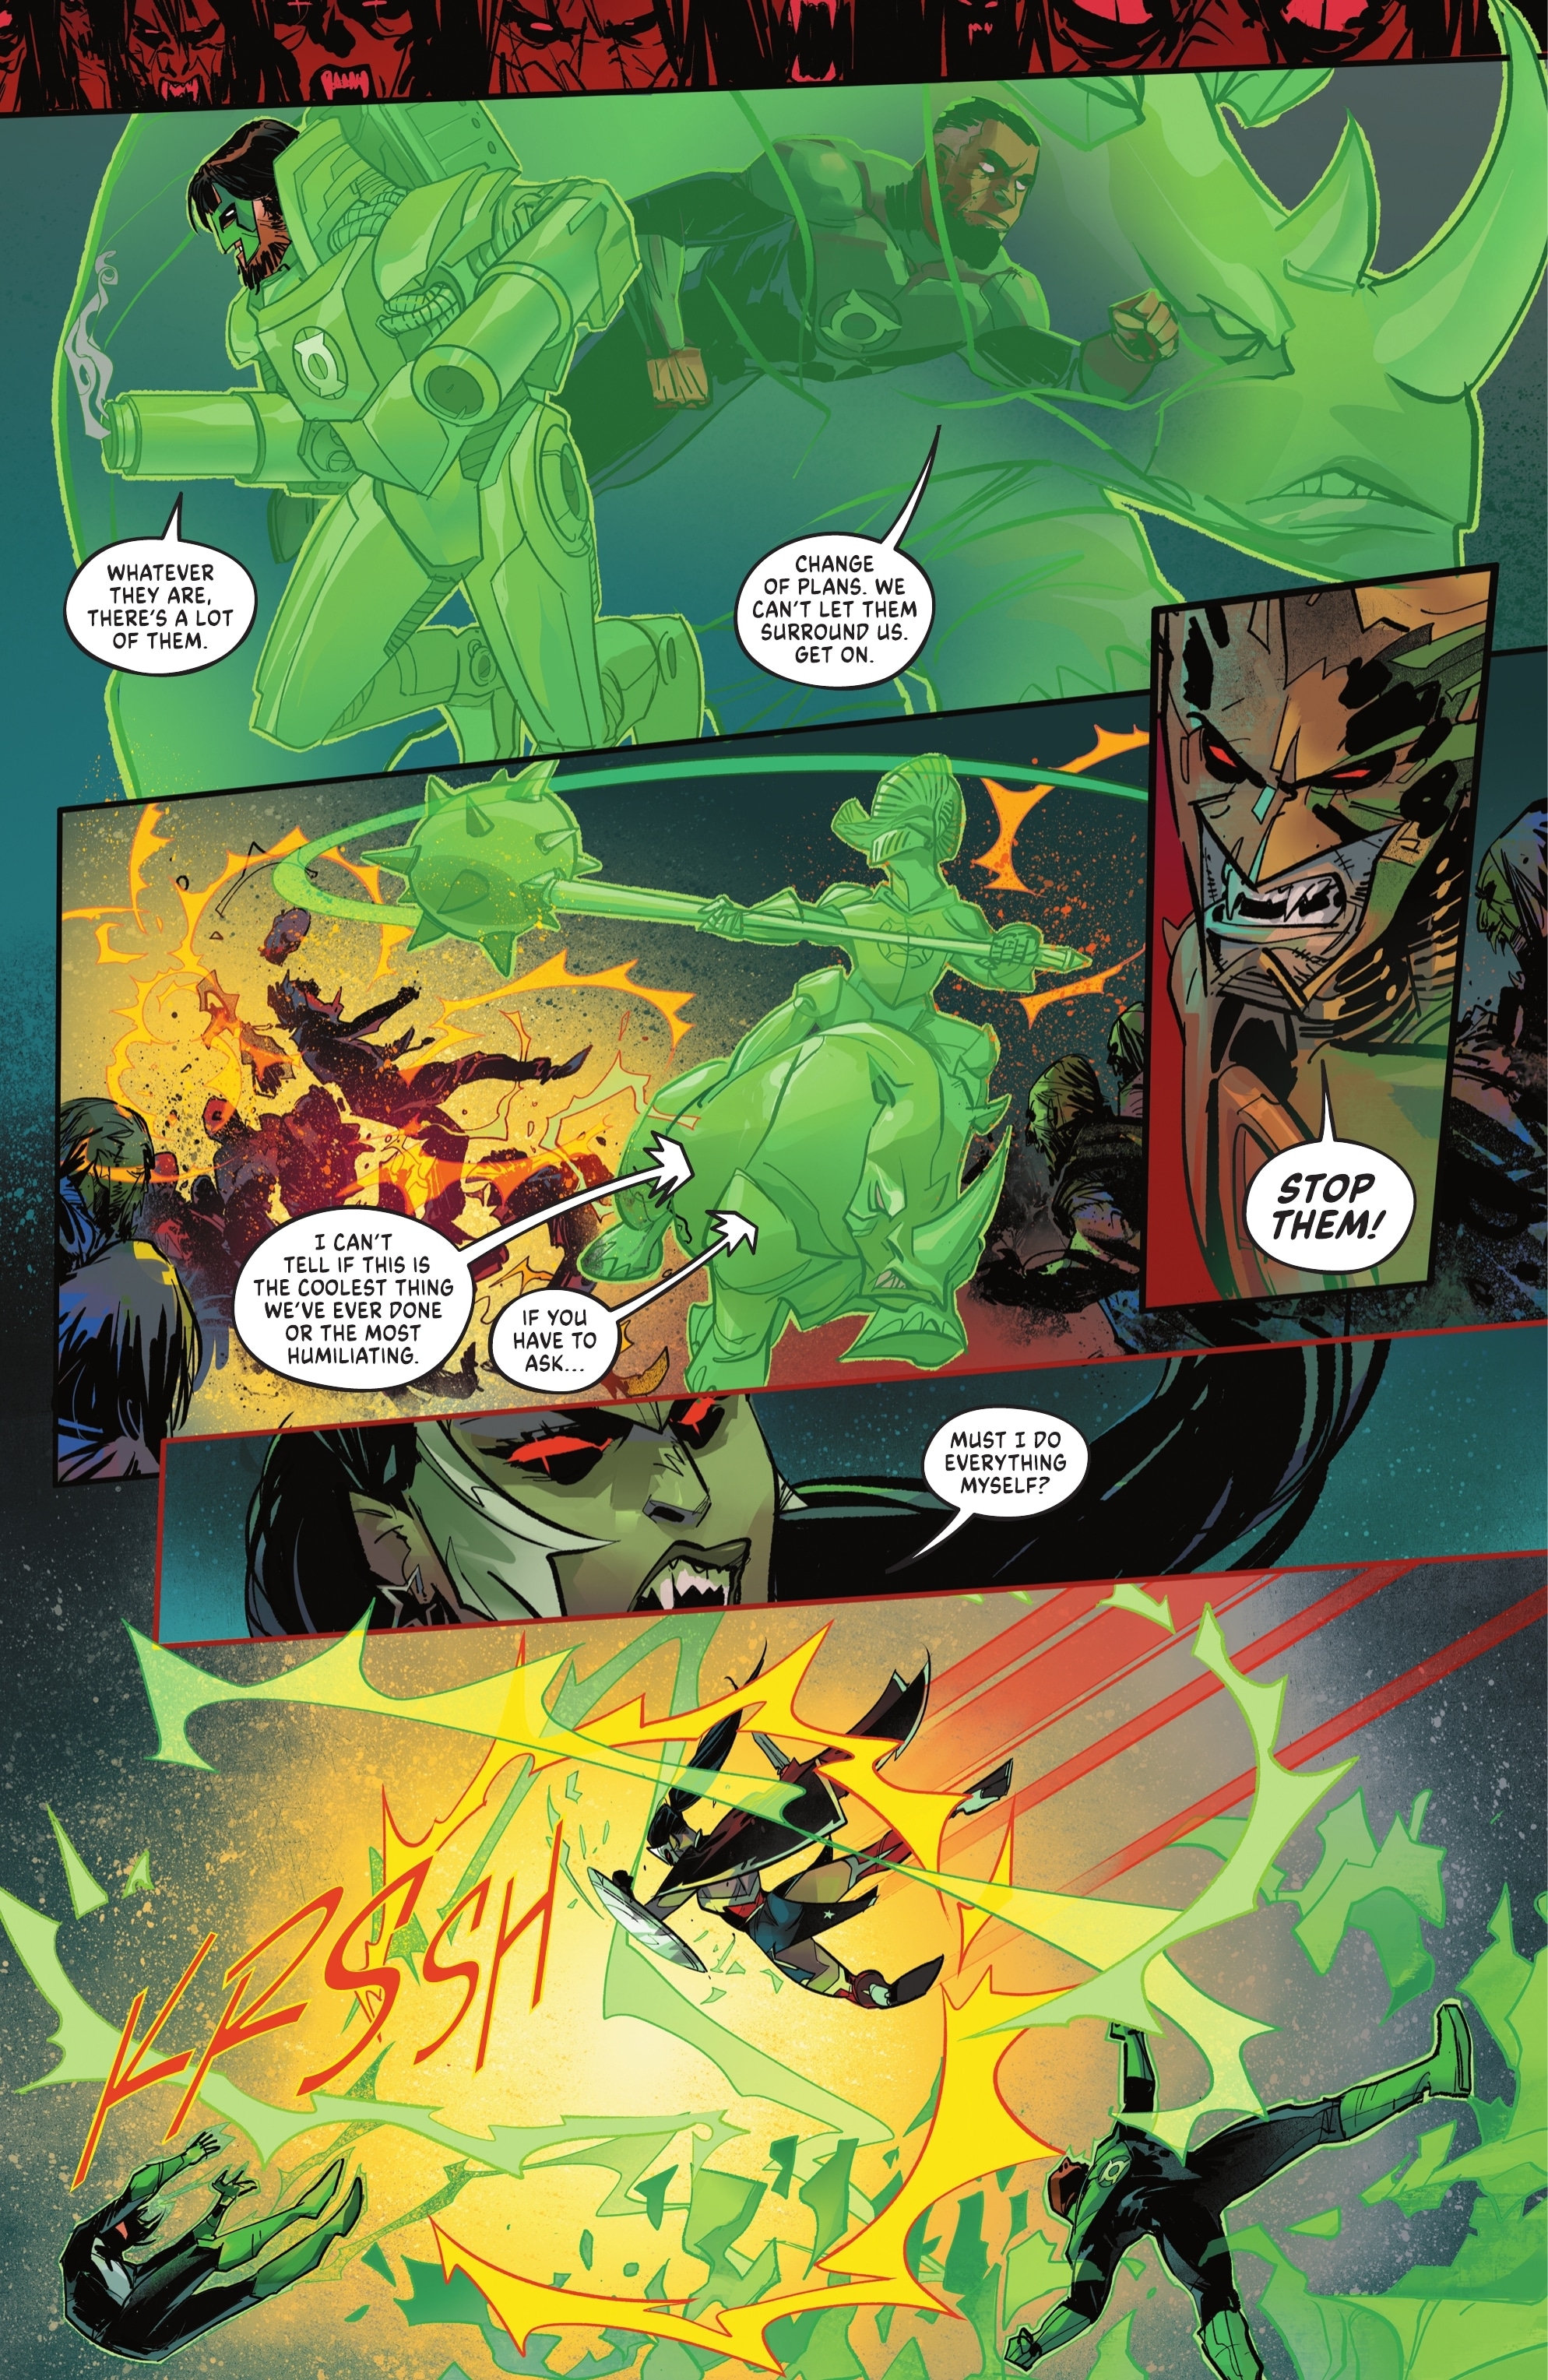 WHATEVER
THEY ARE,
THERE'S A LOT
OF THEM.
CHANGE
OF PLANS. WE
CAN'T LET THEM
SURROUND US.
GET ON.
I CAN'T
TELL IF THIS IS
THE COOLEST THING
WE'VE EVER DONE
OR THE MOST
HUMILIATING.
IF YOU
HAVE TO
ASK...
STOP
THEM!
MUST I DO
EVERYTHING
MYSELF?
KRSSH